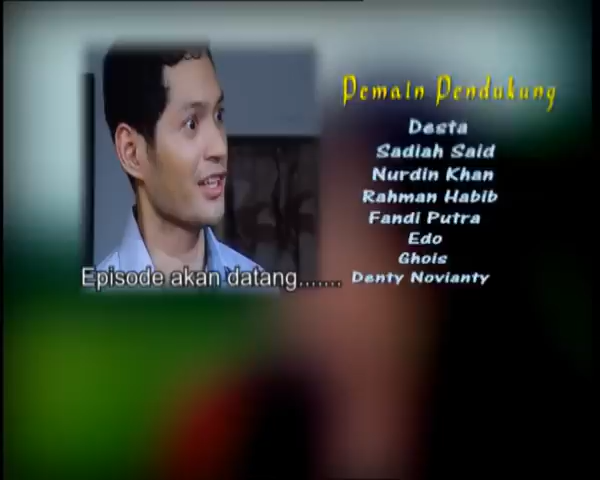 Pemain Pendukung
Desta
Sadiah Said
Nurdin Khan
Rahman Habib
Fandi Putra
Edo
Ghois
Denty Novianty
Episode akan datang.......